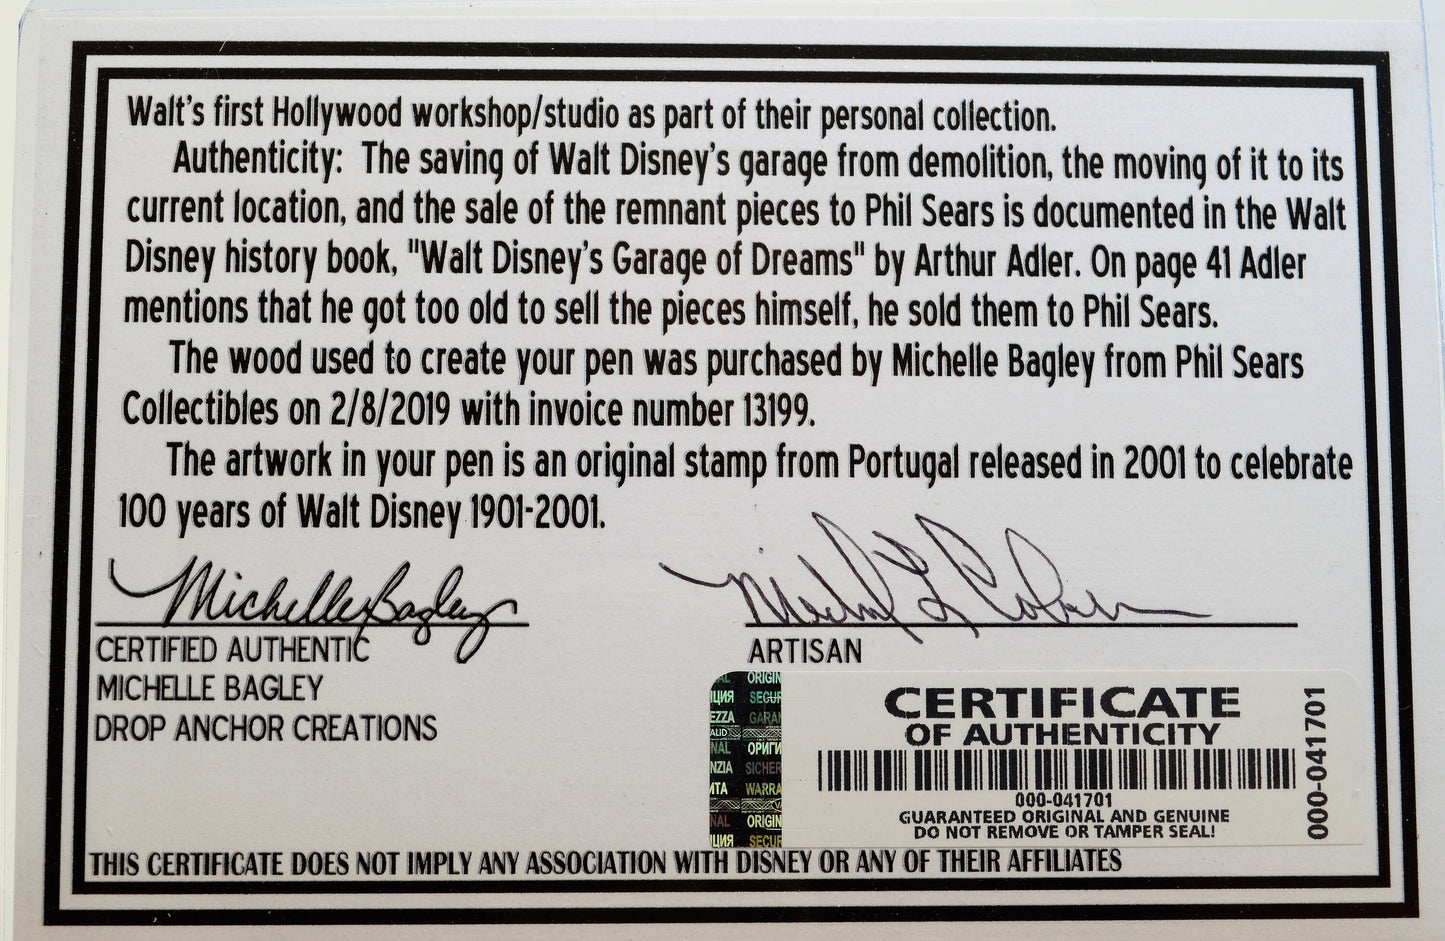 Walt's first Hollywood workshop/studio as part of their personal collection.
Authenticity: The saving of Walt Disney's garage from demolition, the moving of it to its
current location, and the sale of the remnant pieces to Phil Sears is documented in the Walt
Disney history book, "Walt Disney's Garage of Dreams" by Arthur Adler. On page 41 Adler
mentions that he got too old to sell the pieces himself, he sold them to Phil Sears.
The wood used to create your pen was purchased by Michelle Bagley from Phil Sears
Collectibles on 2/8/2019 with invoice number 13199.
The artwork in your pen is an original stamp from Portugal released in 2001 to celebrate
100 years of Walt Disney 1901-2001.
Michelle Bagley
CERTIFIED AUTHENTIC
MICHELLE BAGLEY
DROP ANCHOR CREATIONS
ARTISAN
CERTIFICATE
OF AUTHENTICITY
000-041701
GUARANTEED ORIGINAL AND GENUINE
DO NOT REMOVE OR TAMPER SEAL!
000-041701
THIS CERTIFICATE DOES NOT IMPLY ANY ASSOCIATION WITH DISNEY OR ANY OF THEIR AFFILIATES